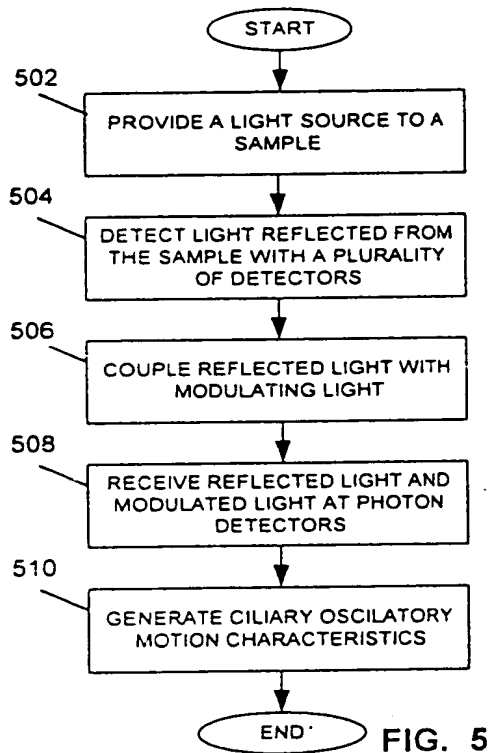 START
502
PROVIDE A LIGHT SOURCE TO A
SAMPLE
504
DETECT LIGHT REFLECTED FROM
THE SAMPLE WITH A PLURALITY
OF DETECTORS
506
COUPLE REFLECTED LIGHT WITH
MODULATING LIGHT
508
RECEIVE REFLECTED LIGHT AND
MODULATED LIGHT AT PHOTON
DETECTORS
510
GENERATE CILIARY OSCILATORY
MOTION CHARACTERISTICS
END
FIG. 5